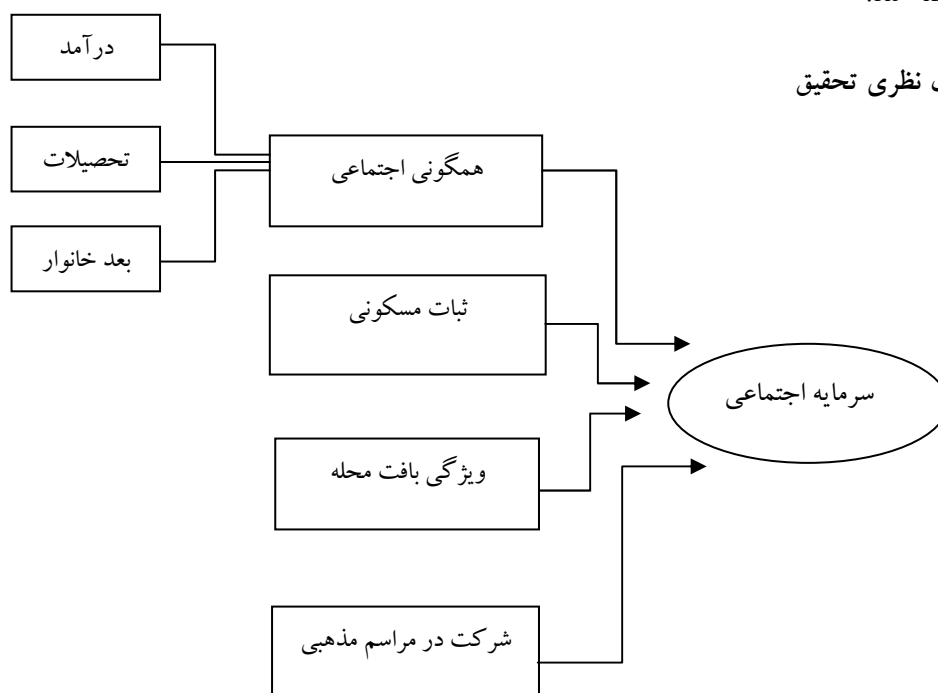 نظری تحقیق
درآمد
تحصیلات
بعد خانوار
همگونی اجتماعی
ثبات مسکونی
ویژگی بافت محله
شرکت در مراسم مذهبی
سرمایه اجتماعی